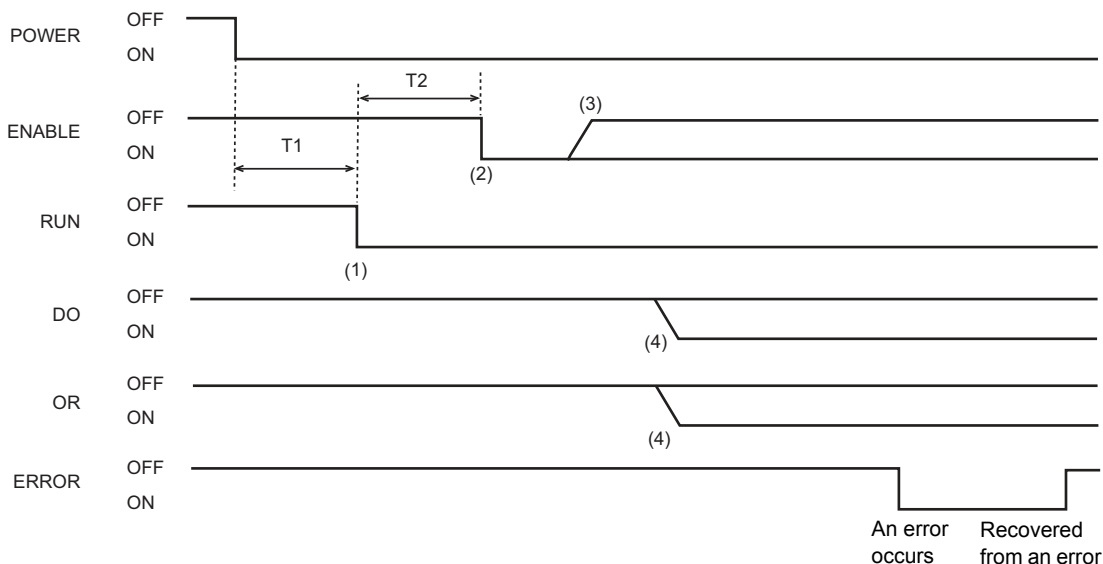 POWER
OFF
ON
T1
T2
ENABLE
OFF
ON
(2)
(3)
RUN
OFF
ON
(1)
DO
OFF
ON
(4)
OR
OFF
ON
(4)
ERROR
OFF
ON
An error
occurs
Recovered
from an error